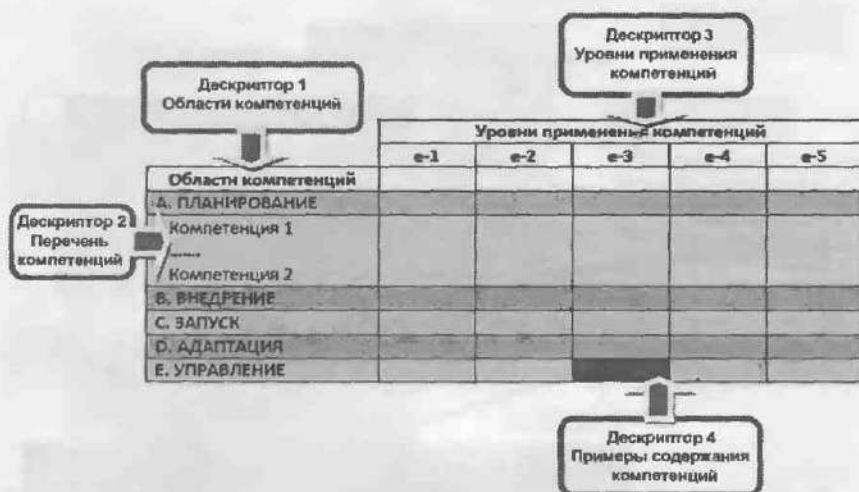 Дескриптор 3
Уровни применения
компетенций
Дескриптор 1
Области компетенций
Уровни применения компетенций
e-1 e-2 e-3 e-4 e-5
Области компетенций
A. ПЛАНИРОВАНИЕ
Дескриптор 2
Перечень
компетенций
Компетенция 1
......
Компетенция 2
B. ВНЕДРЕНИЕ
C. ЗАПУСК
D. АДАПТАЦИЯ
E. УПРАВЛЕНИЕ
Дескриптор 4
Примеры содержания
компетенций